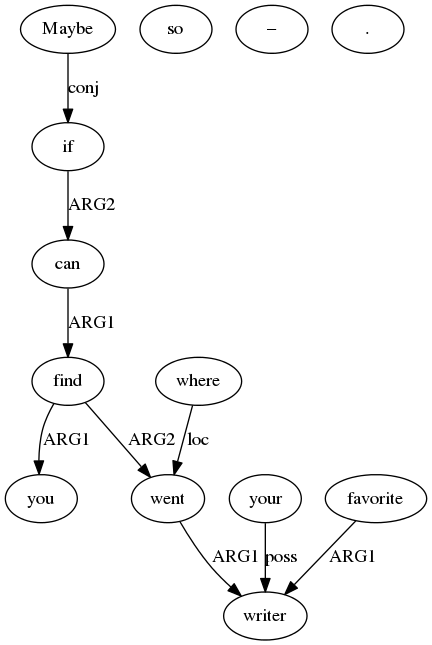 Maybe so – .
conj
if
ARG2
can
ARG1
find where
ARG1 ARG2 loc
you went your favorite
ARG1 poss ARG1
writer